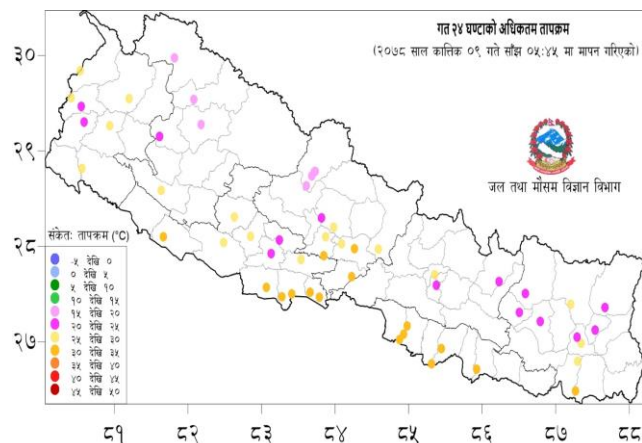 गत २४ घण्टाको अधिकतम तापक्रम
(२०७८ साल कात्तिक ०९ गते साँझ ०५:४५ मा मापन गरिएको)
जल तथा मौसम विज्ञान विभाग
३०
२९
२८
२७
संकेतः तापक्रम (°C)
-५ देखि ०
० देखि ५
५ देखि १०
१० देखि १५
१५ देखि २०
२० देखि २५
२५ देखि ३०
३० देखि ३५
३५ देखि ४०
४० देखि ४५
४५ देखि ५०
८१ ८२ ८३ ८४ ८५ ८६ ८७ ८८